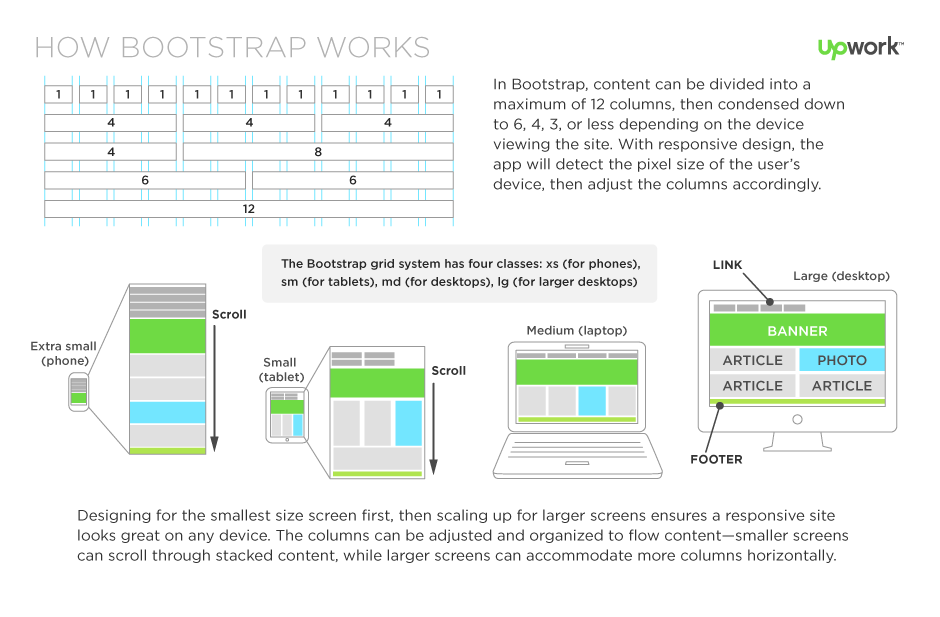 HOW BOOTSTRAP WORKS
Upwork™
1 1 1 1 1 1 1 1 1 1 1 1
4 4 4
4 8
6 6
12
In Bootstrap, content can be divided into a
maximum of 12 columns, then condensed down
to 6, 4, 3, or less depending on the device
viewing the site. With responsive design, the
app will detect the pixel size of the user's
device, then adjust the columns accordingly.
The Bootstrap grid system has four classes: xs (for phones),
sm (for tablets), md (for desktops), lg (for larger desktops)
Extra small
(phone)
Scroll
Small
(tablet)
Scroll
Medium (laptop)
LINK
Large (desktop)
BANNER
ARTICLE PHOTO
ARTICLE ARTICLE
FOOTER
Designing for the smallest size screen first, then scaling up for larger screens ensures a responsive site
looks great on any device. The columns can be adjusted and organized to flow content—smaller screens
can scroll through stacked content, while larger screens can accommodate more columns horizontally.